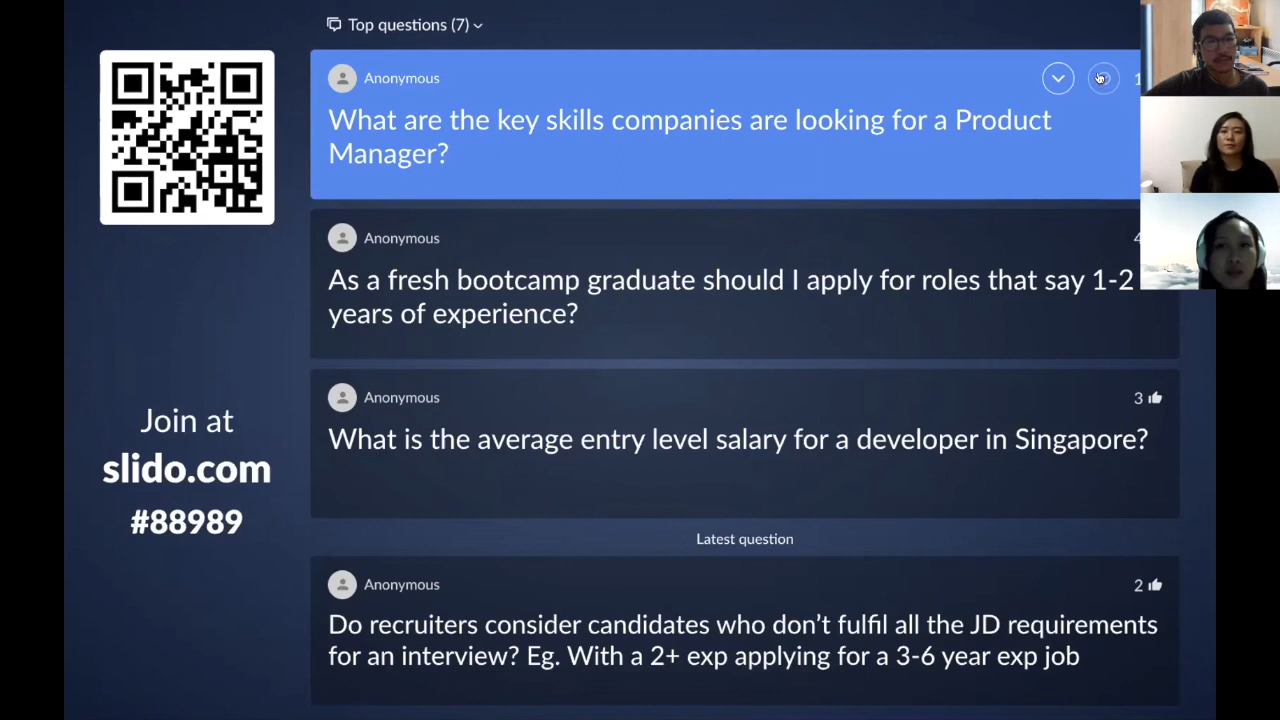 Top questions (7)
Anonymous
1
What are the key skills companies are looking for a Product
Manager?
Anonymous
4
As a fresh bootcamp graduate should I apply for roles that say 1-2
years of experience?
Anonymous
3
What is the average entry level salary for a developer in Singapore?
Join at
slido.com
#88989
Latest question
Anonymous
2
Do recruiters consider candidates who don’t fulfil all the JD requirements
for an interview? Eg. With a 2+ exp applying for a 3-6 year exp job